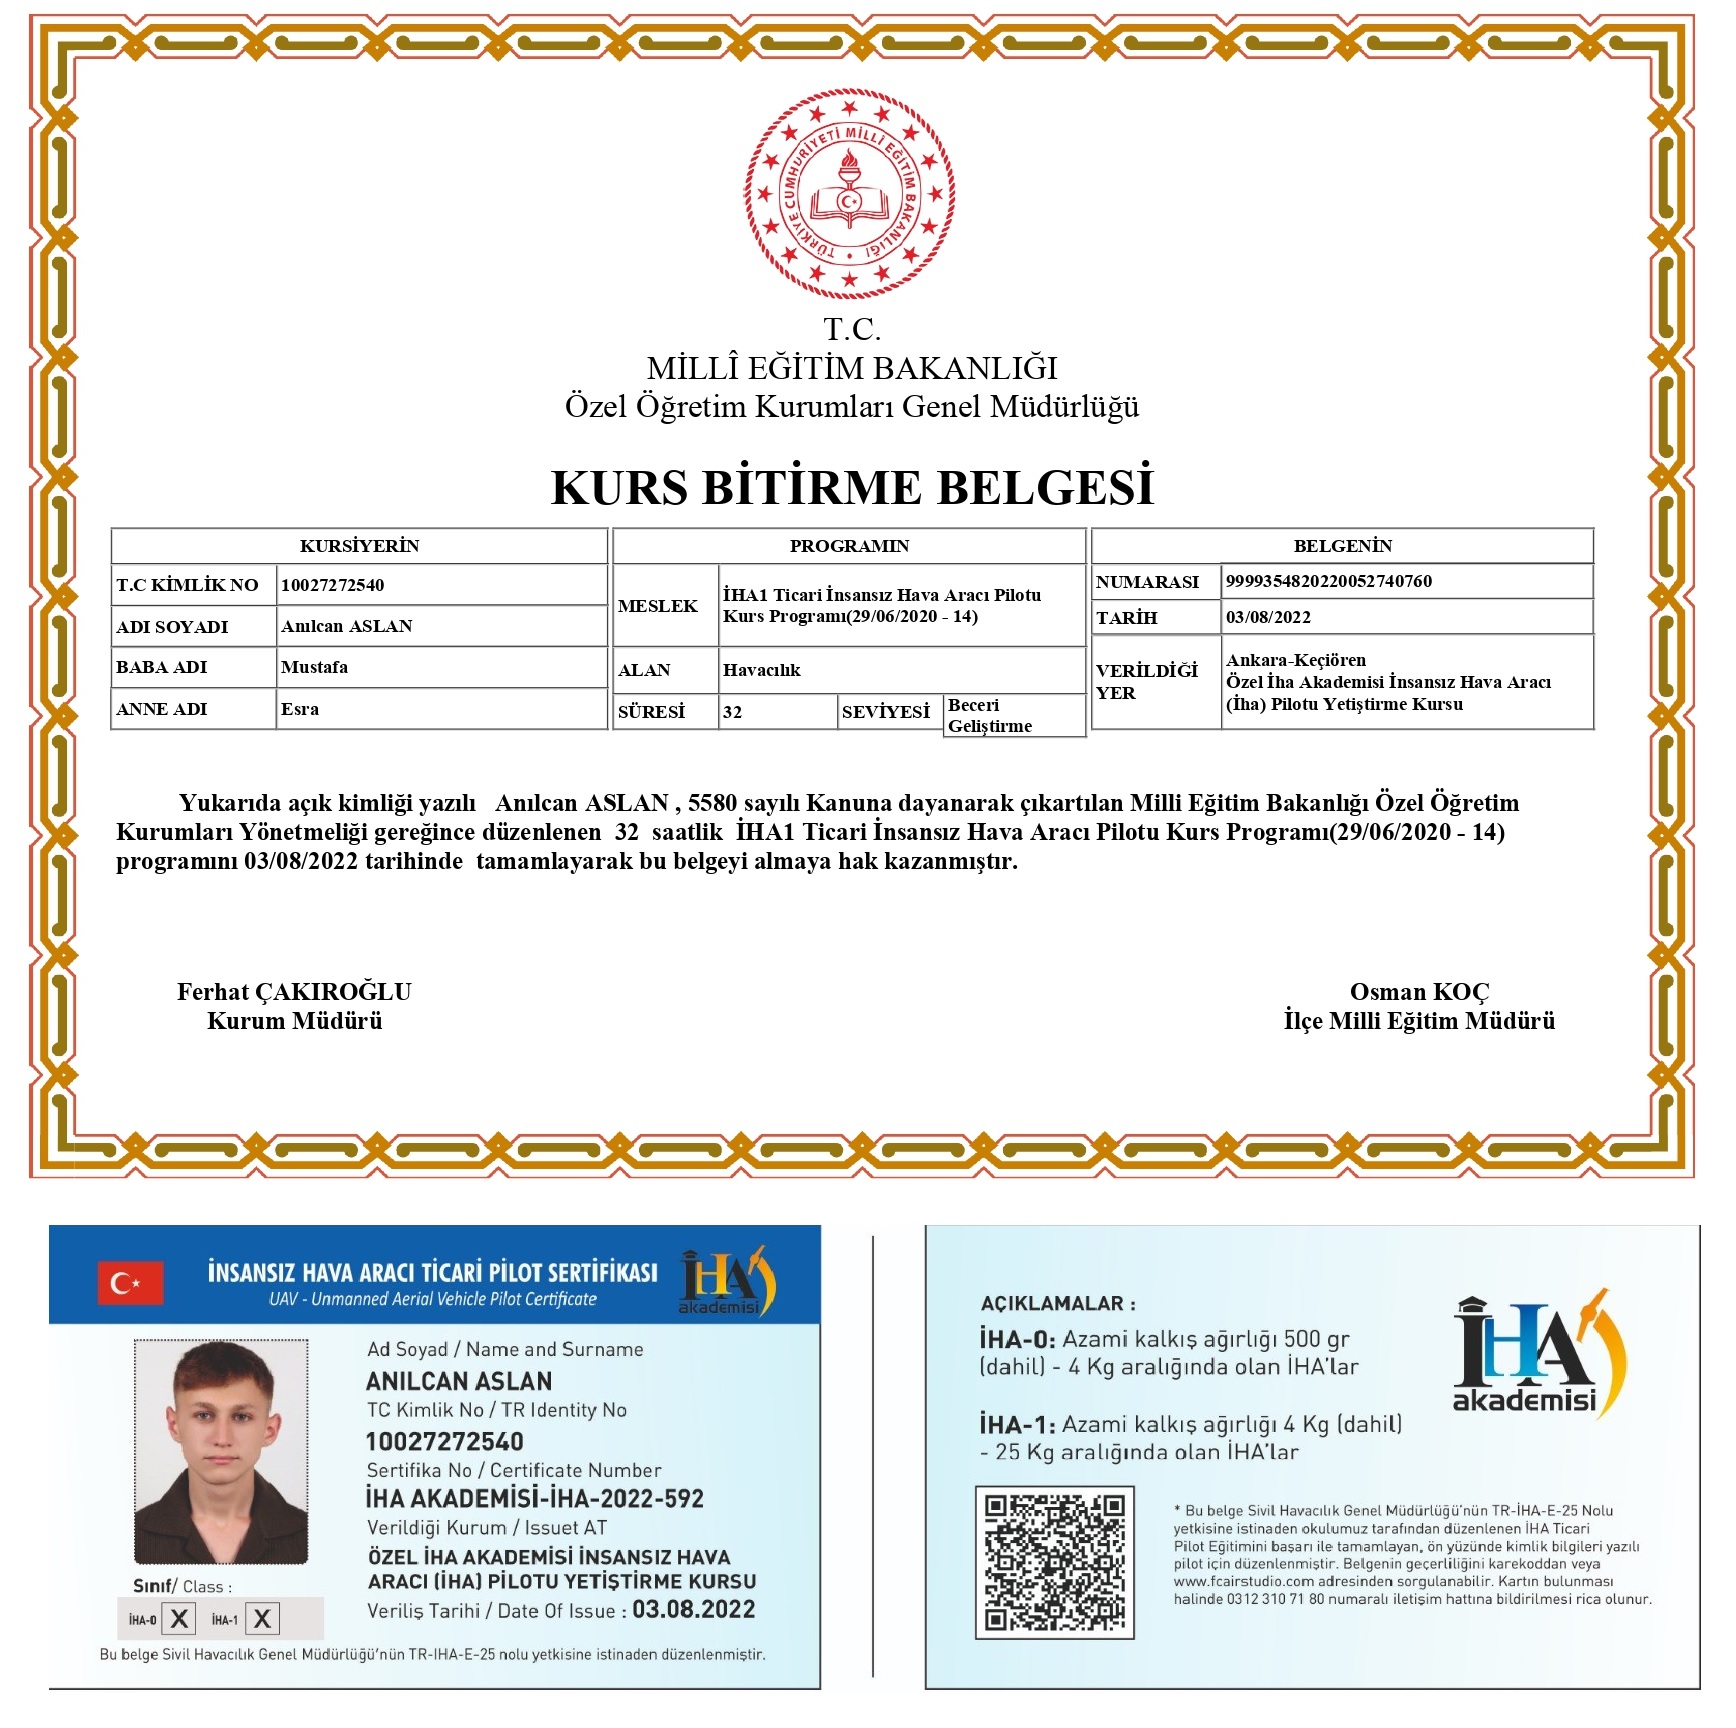 TÜRKİYE CUMHURİYETİ MİLLÎ EĞİTİM BAKANLIĞI
T.C.
MİLLÎ EĞİTİM BAKANLIĞI
Özel Öğretim Kurumları Genel Müdürlüğü
KURS BİTİRME BELGESİ
KURSİYERİN
T.C KİMLİK NO 10027272540
ADI SOYADI Anılcan ASLAN
BABA ADI Mustafa
ANNE ADI Esra
PROGRAMIN
MESLEK İHA1 Ticari İnsansız Hava Aracı Pilotu
Kurs Programı(29/06/2020 - 14)
ALAN Havacılık
SÜRESİ 32 SEVİYESİ Beceri
Geliştirme
BELGENİN
NUMARASI 9999354820220052740760
TARİH 03/08/2022
VERİLDİĞİ
YER
Ankara-Keçiören
Özel İha Akademisi İnsansız Hava Aracı
(İha) Pilotu Yetiştirme Kursu
Yukarıda açık kimliği yazılı Anılcan ASLAN , 5580 sayılı Kanuna dayanarak çıkartılan Milli Eğitim Bakanlığı Özel Öğretim
Kurumları Yönetmeliği gereğince düzenlenen 32 saatlik İHA1 Ticari İnsansız Hava Aracı Pilotu Kurs Programı(29/06/2020 - 14)
programını 03/08/2022 tarihinde tamamlayarak bu belgeyi almaya hak kazanmıştır.
Ferhat ÇAKIROĞLU
Kurum Müdürü
Osman KOÇ
İlçe Milli Eğitim Müdürü
İNSANSIZ HAVA ARACI TİCARİ PİLOT SERTİFİKASI
UAV - Unmanned Aerial Vehicle Pilot Certificate
İHA
akademisi
Ad Soyad / Name and Surname
ANILCAN ASLAN
TC Kimlik No / TR Identity No
10027272540
Sertifika No / Certificate Number
İHA AKADEMİSİ-İHA-2022-592
Verildiği Kurum / Issuet AT
ÖZEL İHA AKADEMİSİ İNSANSIZ HAVA
ARACI (İHA) PİLOTU YETİŞTİRME KURSU
Veriliş Tarihi / Date Of Issue : 03.08.2022
Sınıf/ Class :
İHA-0 X İHA-1 X
Bu belge Sivil Havacılık Genel Müdürlüğü'nün TR-IHA-E-25 nolu yetkisine istinaden düzenlenmiştir.
AÇIKLAMALAR :
İHA-0: Azami kalkış ağırlığı 500 gr
(dahil) - 4 Kg aralığında olan İHA'lar
İHA-1: Azami kalkış ağırlığı 4 Kg (dahil)
- 25 Kg aralığında olan İHA'lar
İHA
akademisi
* Bu belge Sivil Havacılık Genel Müdürlüğü'nün TR-İHA-E-25 Nolu
yetkisine istinaden okulumuz tarafından düzenlenen İHA Ticari
Pilot Eğitimini başarı ile tamamlayan, ön yüzünde kimlik bilgileri yazılı
pilot için düzenlenmiştir. Belgenin geçerliliğini karekoddan veya
www.fcairstudio.com adresinden sorgulanabilir. Kartın bulunması
halinde 0312 310 71 80 numaralı iletişim hattına bildirilmesi rica olunur.